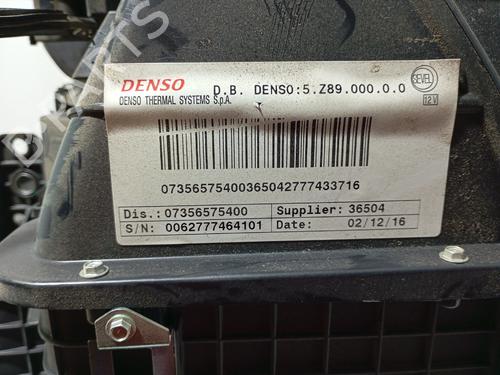 DENSO
DENSO THERMAL SYSTEMS S.p.A.
D.B. DENSO:5.Z89.000.0.0
SEVEL
12V
07356575400365042777433716
Dis.: 07356575400
Supplier: 36504
S/N: 0062777464101
Date: 02/12/16